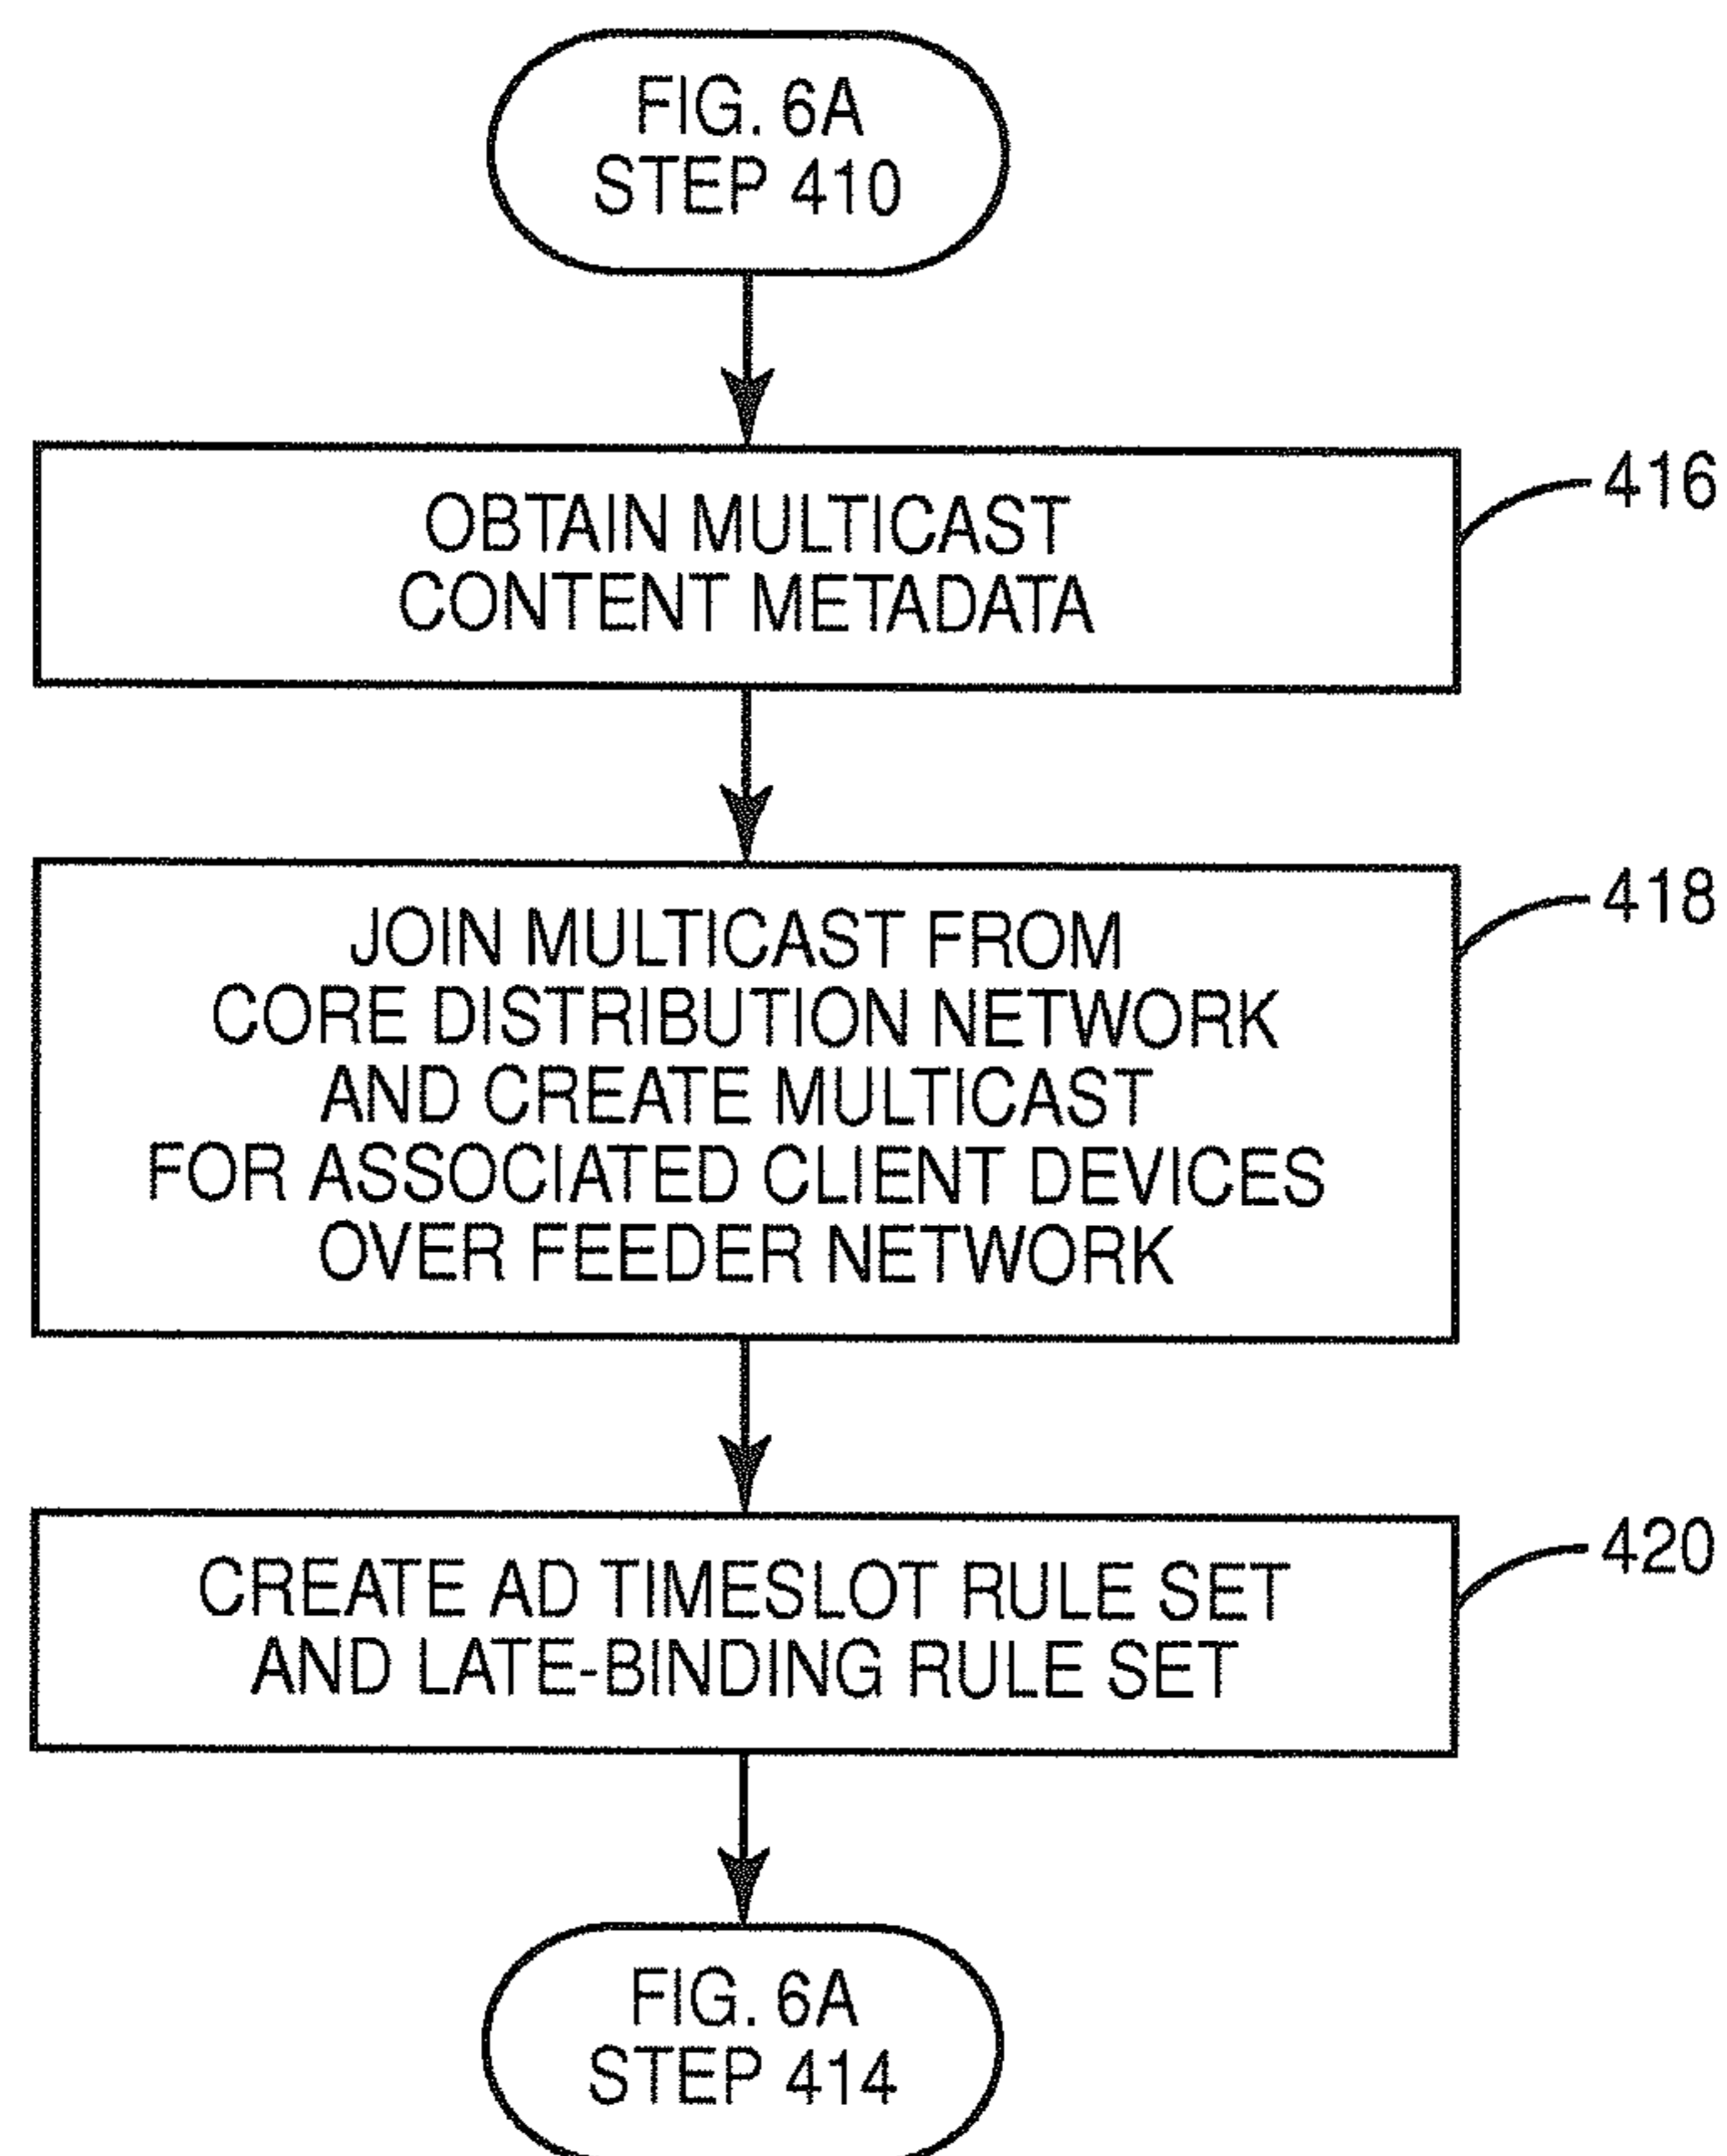 FIG. 6A
STEP 410
OBTAIN MULTICAST
CONTENT METADATA
416
JOIN MULTICAST FROM
CORE DISTRIBUTION NETWORK
AND CREATE MULTICAST
FOR ASSOCIATED CLIENT DEVICES
OVER FEEDER NETWORK
418
CREATE AD TIMESLOT RULE SET
AND LATE-BINDING RULE SET
420
FIG. 6A
STEP 414